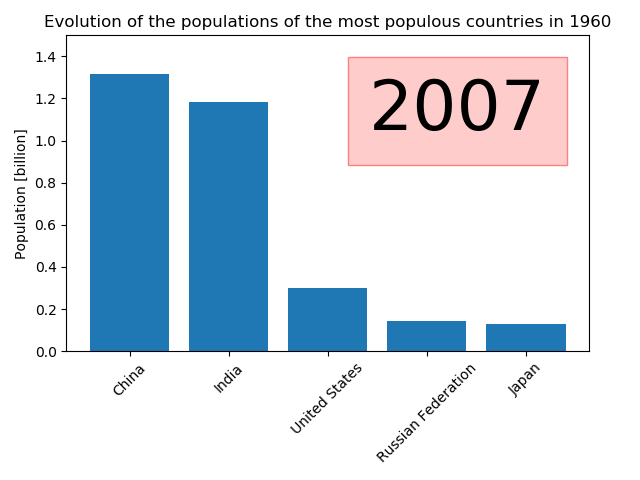 Evolution of the populations of the most populous countries in 1960
2007
Population [billion]
1.4
1.2
1.0
0.8
0.6
0.4
0.2
0.0
China
India
United States
Russian Federation
Japan